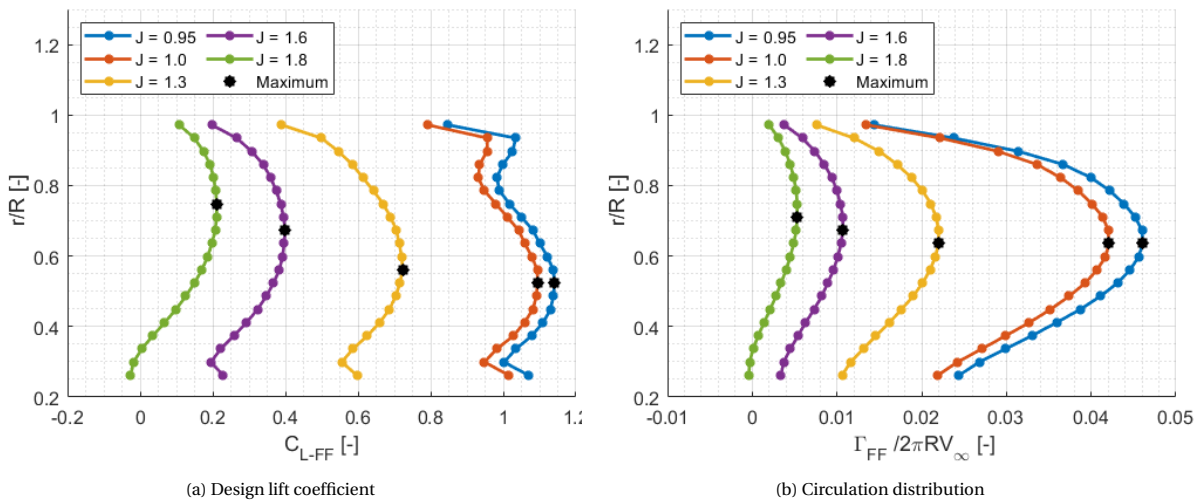 J = 0.95
J = 1.0
J = 1.3
J = 1.6
J = 1.8
Maximum
1.2
1
0.8
0.6
0.4
0.2
r/R [-]
-0.2
0
0.2
0.4
0.6
0.8
1
1.2
C_L-FF [-]
(a) Design lift coefficient
J = 0.95
J = 1.0
J = 1.3
J = 1.6
J = 1.8
Maximum
1.2
1
0.8
0.6
0.4
0.2
r/R [-]
-0.01
0
0.01
0.02
0.03
0.04
0.05
Γ_FF /2πRV_∞ [-]
(b) Circulation distribution